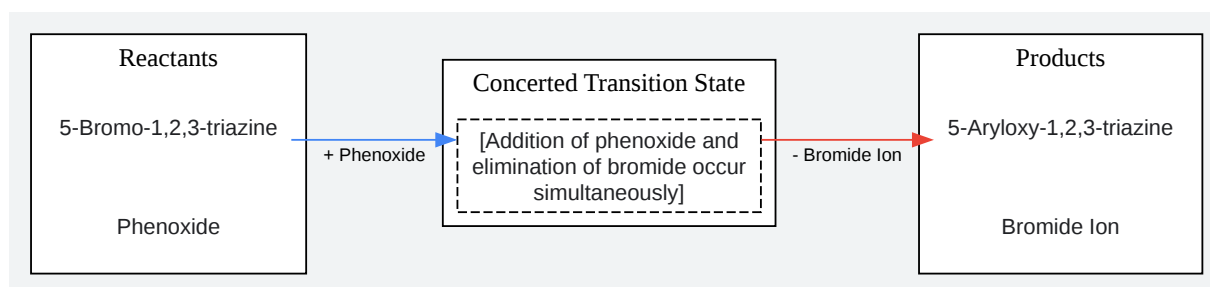 Reactants
5-Bromo-1,2,3-triazine
Phenoxide
+ Phenoxide
Concerted Transition State
[Addition of phenoxide and
elimination of bromide occur
simultaneously]
- Bromide Ion
Products
5-Aryloxy-1,2,3-triazine
Bromide Ion